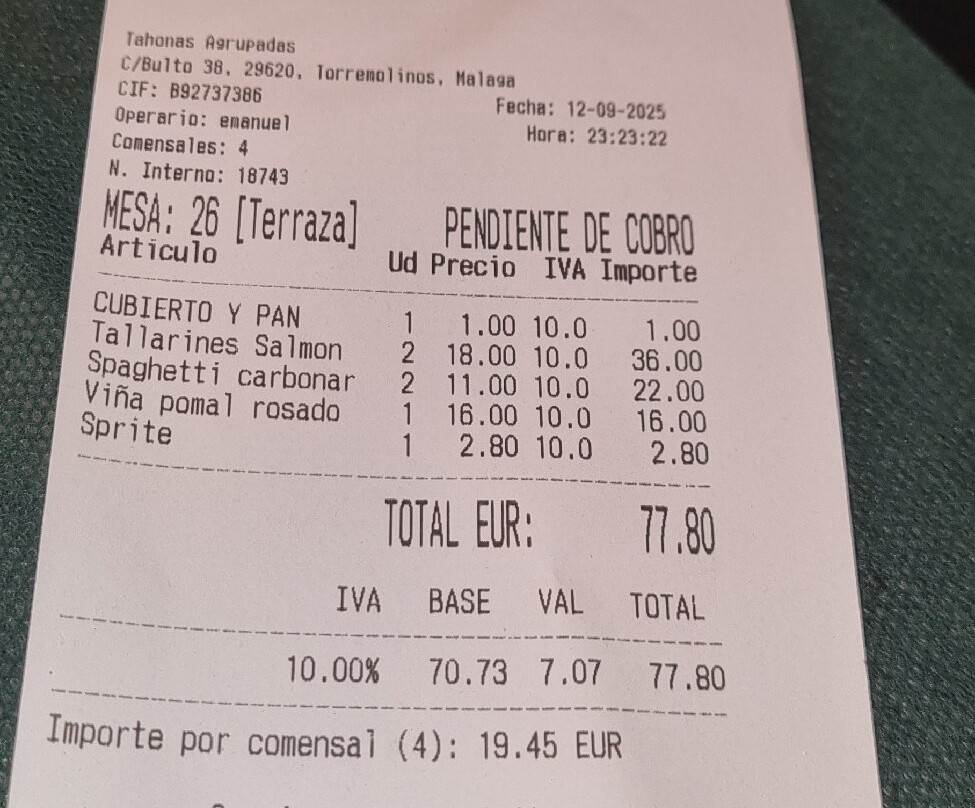 Tahonas Agrupadas
C/Bulto 38, 29620, Torremolinos, Malaga
CIF: B92737386 Fecha: 12-09-2025
Operario: emanuel Hora: 23:23:22
Comensales: 4
N. Interno: 18743
MESA: 26 [Terraza] PENDIENTE DE COBRO
Articulo Ud Precio IVA Importe
CUBIERTO Y PAN 1 1.00 10.0 1.00
Tallarines Salmon 2 18.00 10.0 36.00
Spaghetti carbonar 2 11.00 10.0 22.00
Viña pomal rosado 1 16.00 10.0 16.00
Sprite 1 2.80 10.0 2.80
TOTAL EUR: 77.80
IVA BASE VAL TOTAL
10.00% 70.73 7.07 77.80
Importe por comensal (4): 19.45 EUR